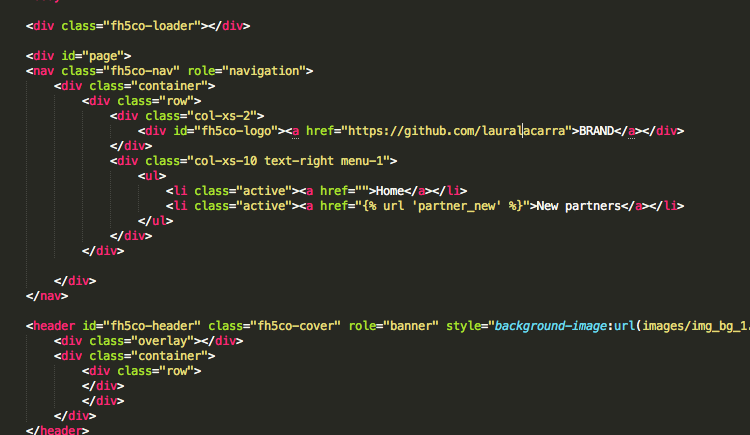 <div class="fh5co-loader"></div>
<div id="page">
<nav class="fh5co-nav" role="navigation">
<div class="container">
<div class="row">
<div class="col-xs-2">
<div id="fh5co-logo"><a href="https://github.com/lauralacarra">BRAND</a></div>
</div>
<div class="col-xs-10 text-right menu-1">
<ul>
<li class="active"><a href="">Home</a></li>
<li class="active"><a href="{% url 'partner_new' %}">New partners</a></li>
</ul>
</div>
</div>
</div>
</nav>
<header id="fh5co-header" class="fh5co-cover" role="banner" style="background-image:url(images/img_bg_1.
<div class="overlay"></div>
<div class="container">
<div class="row">
</div>
</div>
</div>
</header>